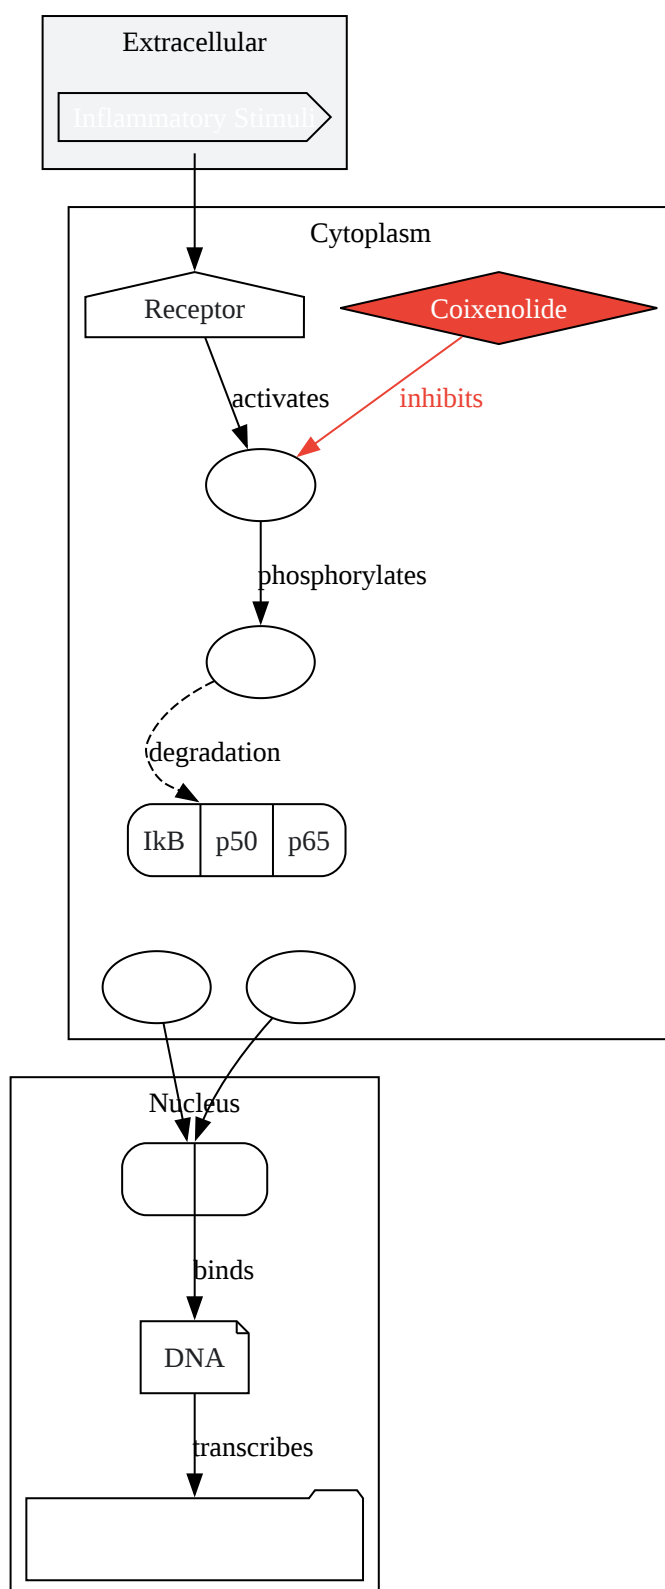 Extracellular
Inflammatory Stimuli
Cytoplasm
Receptor
Coixenolide
activates
inhibits
phosphorylates
degradation
IkB
p50
p65
Nucleus
binds
DNA
transcribes